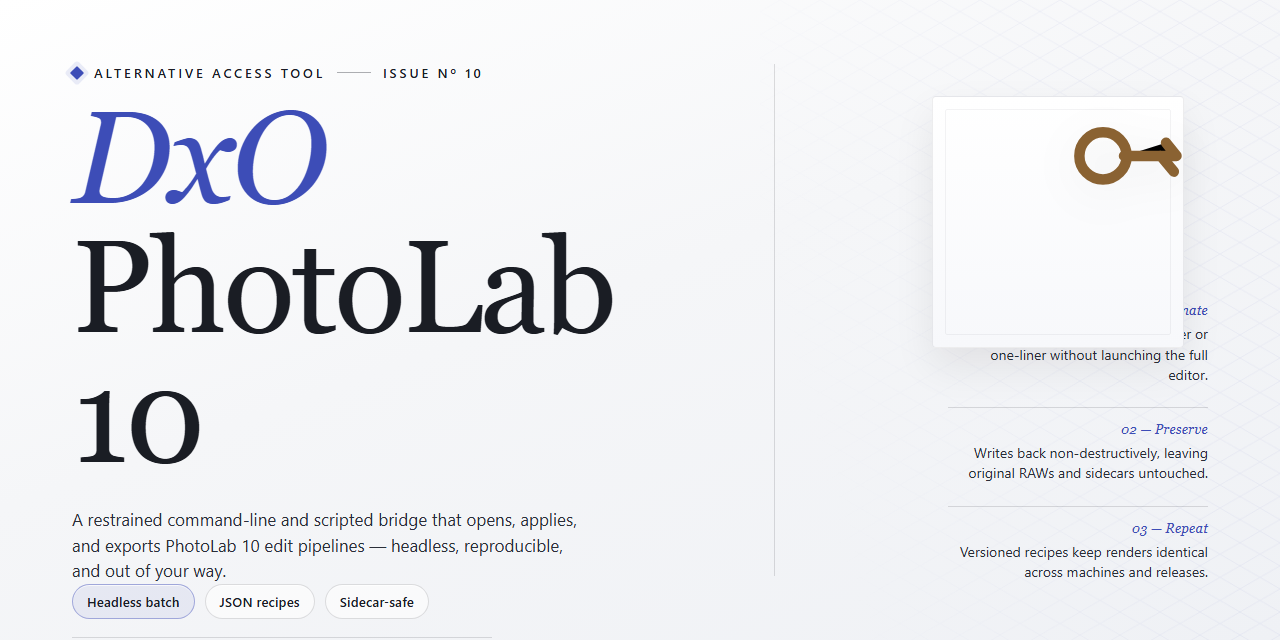 ALTERNATIVE ACCESS TOOL ISSUE Nº 10
DxO
PhotoLab
10
A restrained command-line and scripted bridge that opens, applies,
and exports PhotoLab 10 edit pipelines — headless, reproducible,
and out of your way.
Headless batch
JSON recipes
Sidecar-safe
or
one-liner without launching the full
editor.
02 — Preserve
Writes back non-destructively, leaving
original RAWs and sidecars untouched.
03 — Repeat
Versioned recipes keep renders identical
across machines and releases.